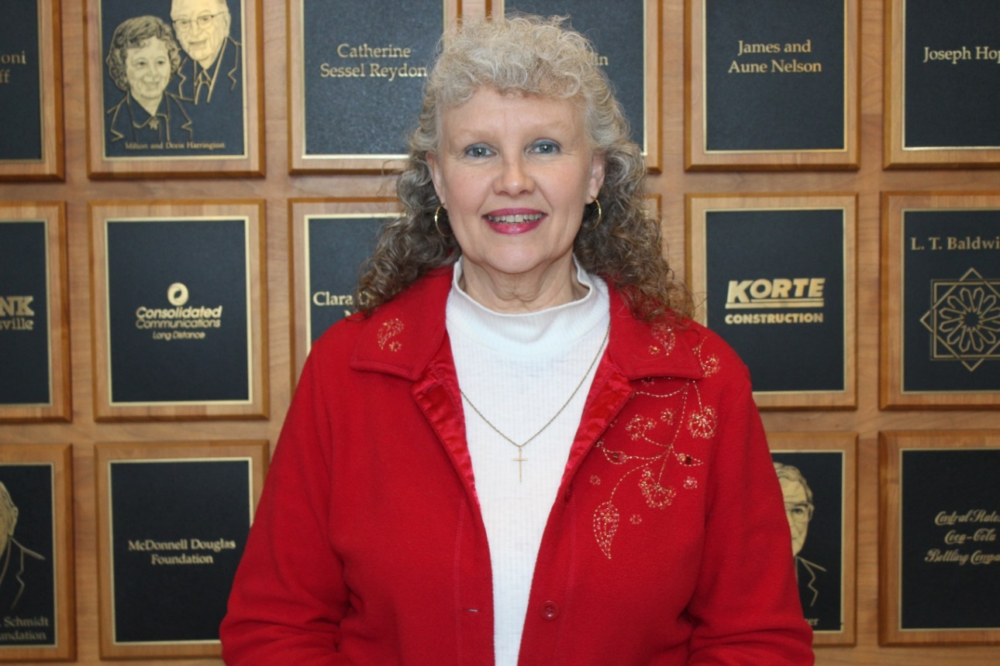 oni
ff
Milton and Doris Harrington
Catherine
Sessel Reydon
in
James and
Aune Nelson
Joseph Hop
NK
sville
Consolidated
Communications
Long Distance
Clara
KORTE
CONSTRUCTION
L. T. Baldwi
Schmidt
undation
McDonnell Douglas
Foundation
er
Central States
Coca-Cola
Bottling Compa